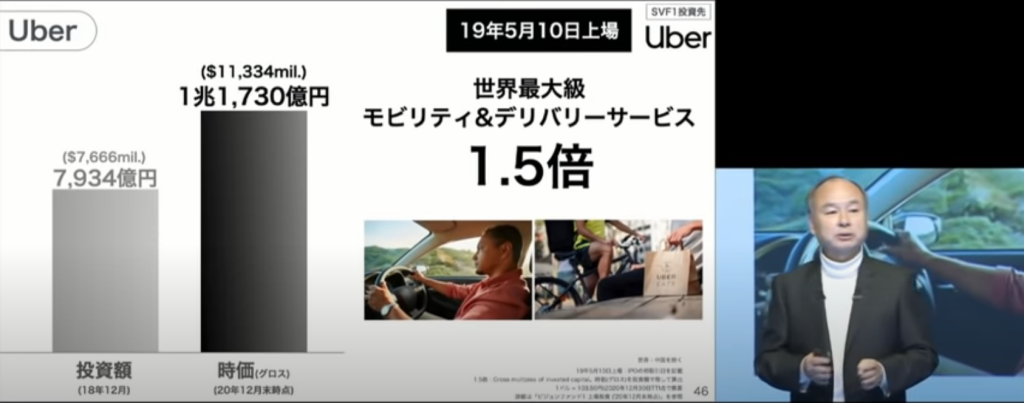 Uber
19年5月10日上場
SVF1投資先
Uber
($11,334mil.)
1兆1,730億円
($7,666mil.)
7,934億円
世界最大級
モビリティ&デリバリーサービス
1.5倍
投資額
(18年12月)
時価(グロス)
(20年12月末時点)
46